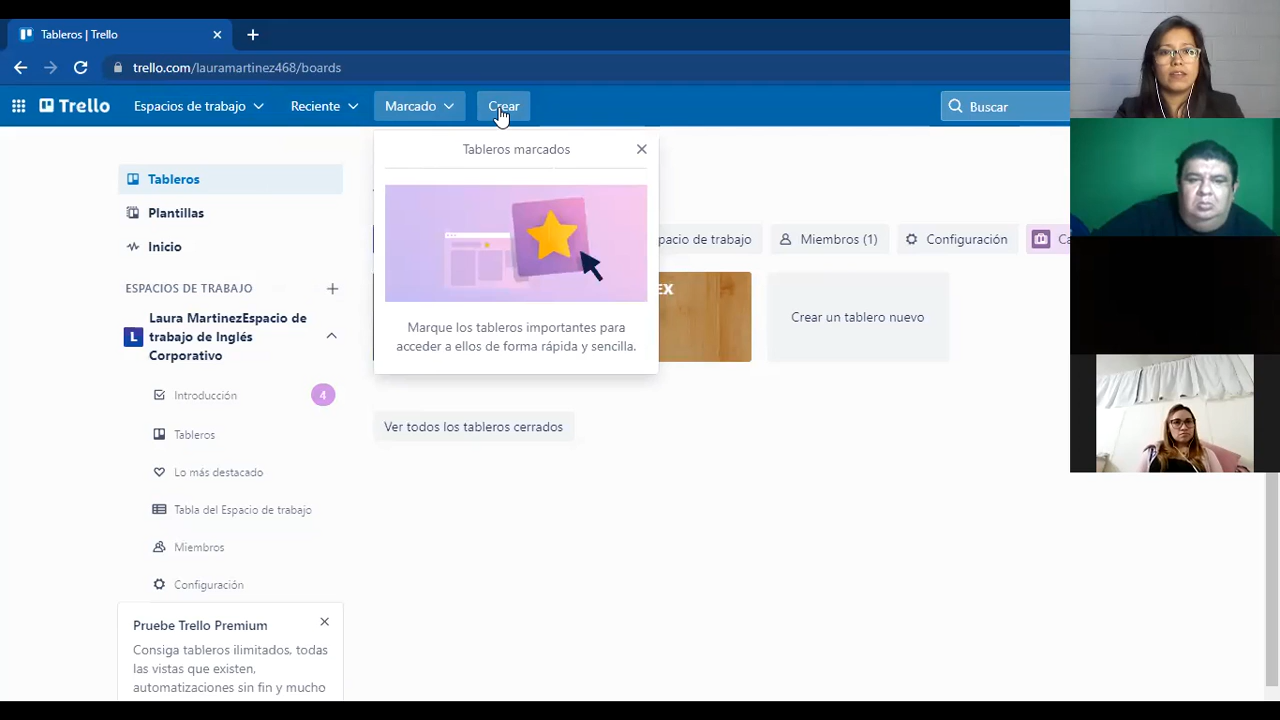 Tableros | Trello
trello.com/lauramartinez468/boards
Trello
Espacios de trabajo
Reciente
Marcado
Crear
Buscar
Tableros marcados
Marque los tableros importantes para
acceder a ellos de forma rápida y sencilla.
Tableros
Plantillas
Inicio
ESPACIOS DE TRABAJO
L
Laura MartinezEspacio de
trabajo de Inglés
Corporativo
Introducción
4
Tableros
Lo más destacado
Tabla del Espacio de trabajo
Miembros
Configuración
Pruebe Trello Premium
Consiga tableros ilimitados, todas
las vistas que existen,
automatizaciones sin fin y mucho
pacio de trabajo
Miembros (1)
Configuración
EX
Crear un tablero nuevo
Ver todos los tableros cerrados